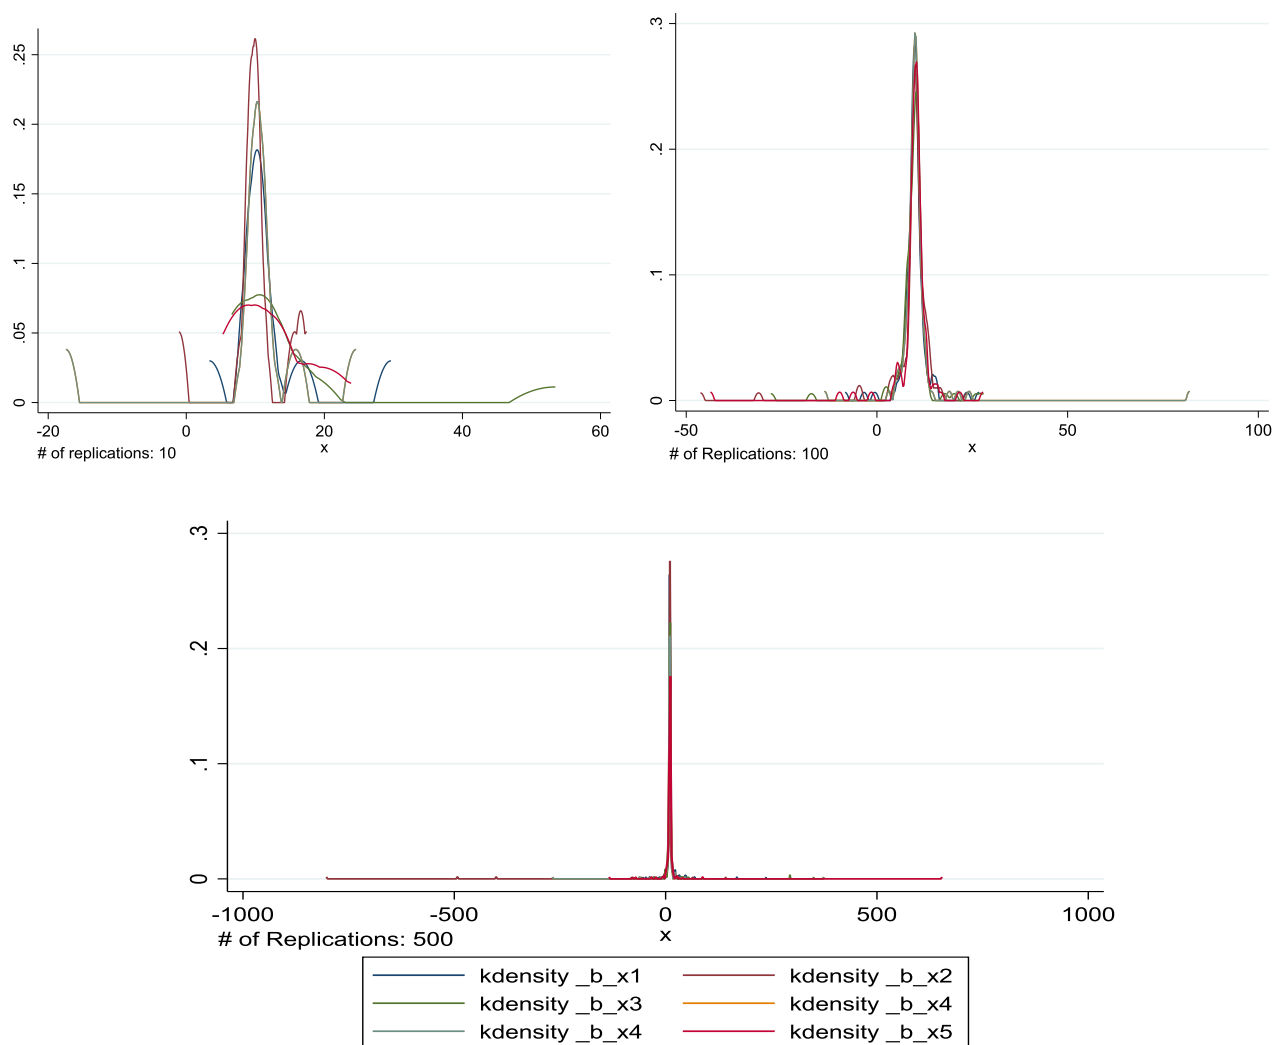 .25
.2
.15
.1
.05
0
-20 0 20 40 60
x
# of replications: 10
.3
.2
.1
0
-50 0 50 100
x
# of Replications: 100
.3
.2
.1
0
-1000 -500 0 500 1000
x
# of Replications: 500
kdensity _b_x1 kdensity _b_x2
kdensity _b_x3 kdensity _b_x4
kdensity _b_x4 kdensity _b_x5